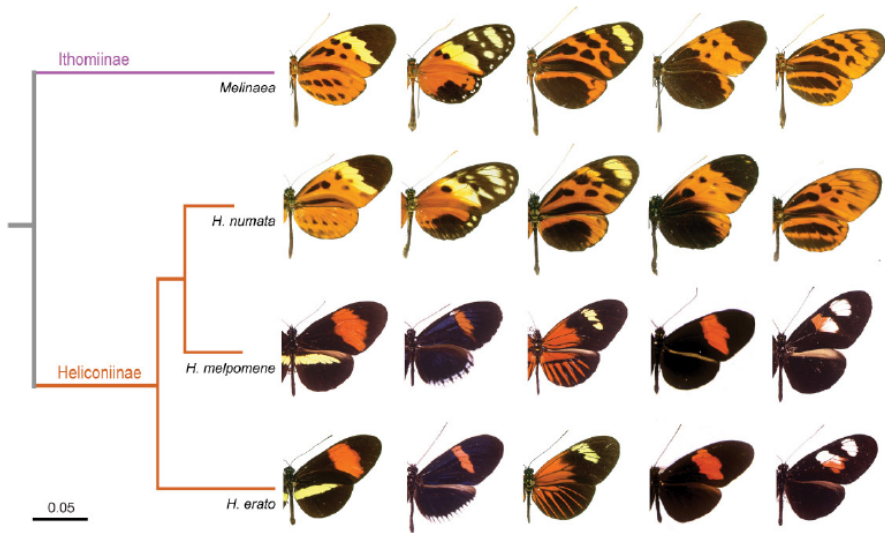 Ithomiinae
Melinaea
H. numata
H. melpomene
Heliconiinae
H. erato
0.05